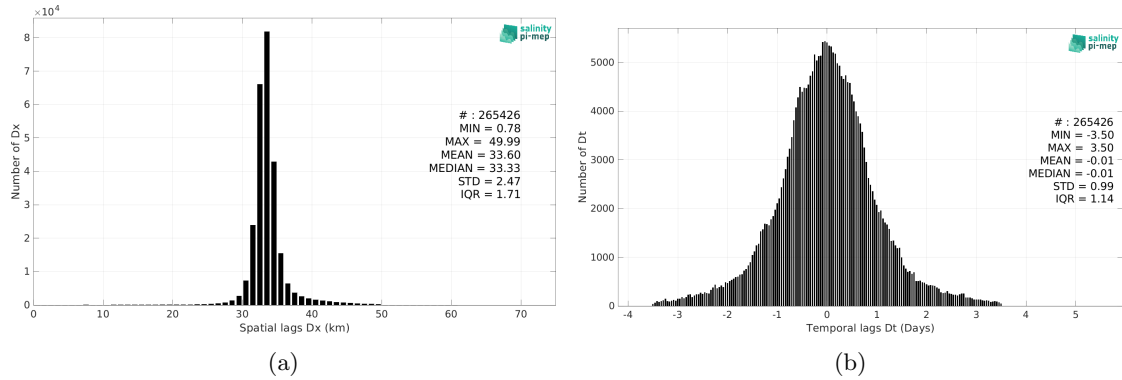 ×10⁴
8
7
6
5
4
3
2
1
0
Number of Dx
salinity
pi-mep
# : 265426
MIN = 0.78
MAX = 49.99
MEAN = 33.60
MEDIAN = 33.33
STD = 2.47
IQR = 1.71
0 10 20 30 40 50 60 70
Spatial lags Dx (km)
(a)
5000
4000
3000
2000
1000
0
Number of Dt
salinity
pi-mep
# : 265426
MIN = -3.50
MAX = 3.50
MEAN = -0.01
MEDIAN = -0.01
STD = 0.99
IQR = 1.14
-4 -3 -2 -1 0 1 2 3 4 5
Temporal lags Dt (Days)
(b)